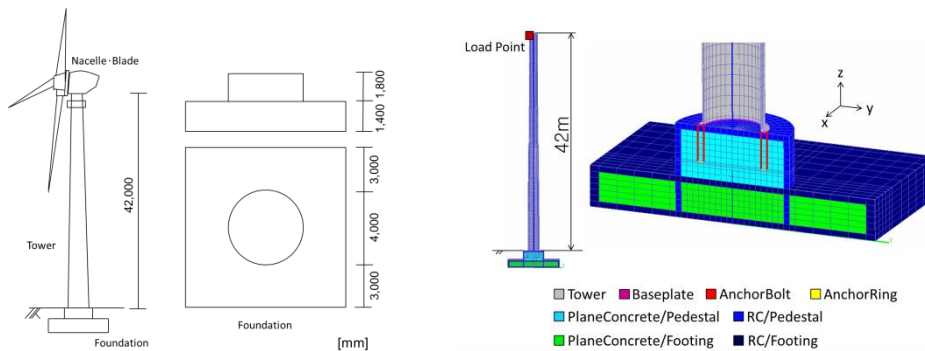 Nacelle・Blade
42,000
Tower
Foundation
1,800
1,400
3,000
4,000
3,000
Foundation
[mm]
Load Point
42m
z
y
x
Tower
Baseplate
AnchorBolt
AnchorRing
PlaneConcrete/Pedestal
RC/Pedestal
PlaneConcrete/Footing
RC/Footing